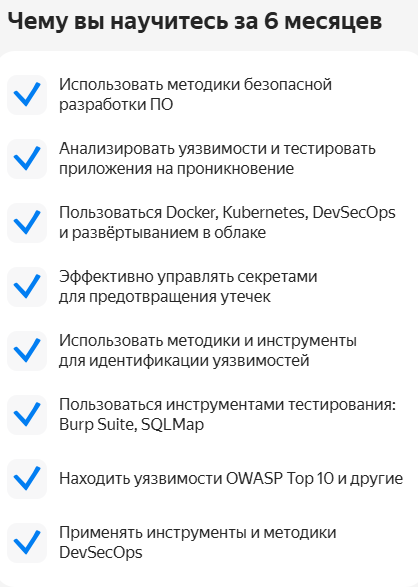 Чему вы научитесь за 6 месяцев
Использовать методики безопасной
разработки ПО
Анализировать уязвимости и тестировать
приложения на проникновение
Пользоваться Docker, Kubernetes, DevSecOps
и развёртыванием в облаке
Эффективно управлять секретами
для предотвращения утечек
Использовать методики и инструменты
для идентификации уязвимостей
Пользоваться инструментами тестирования:
Burp Suite, SQLMap
Находить уязвимости OWASP Top 10 и другие
Применять инструменты и методики
DevSecOps